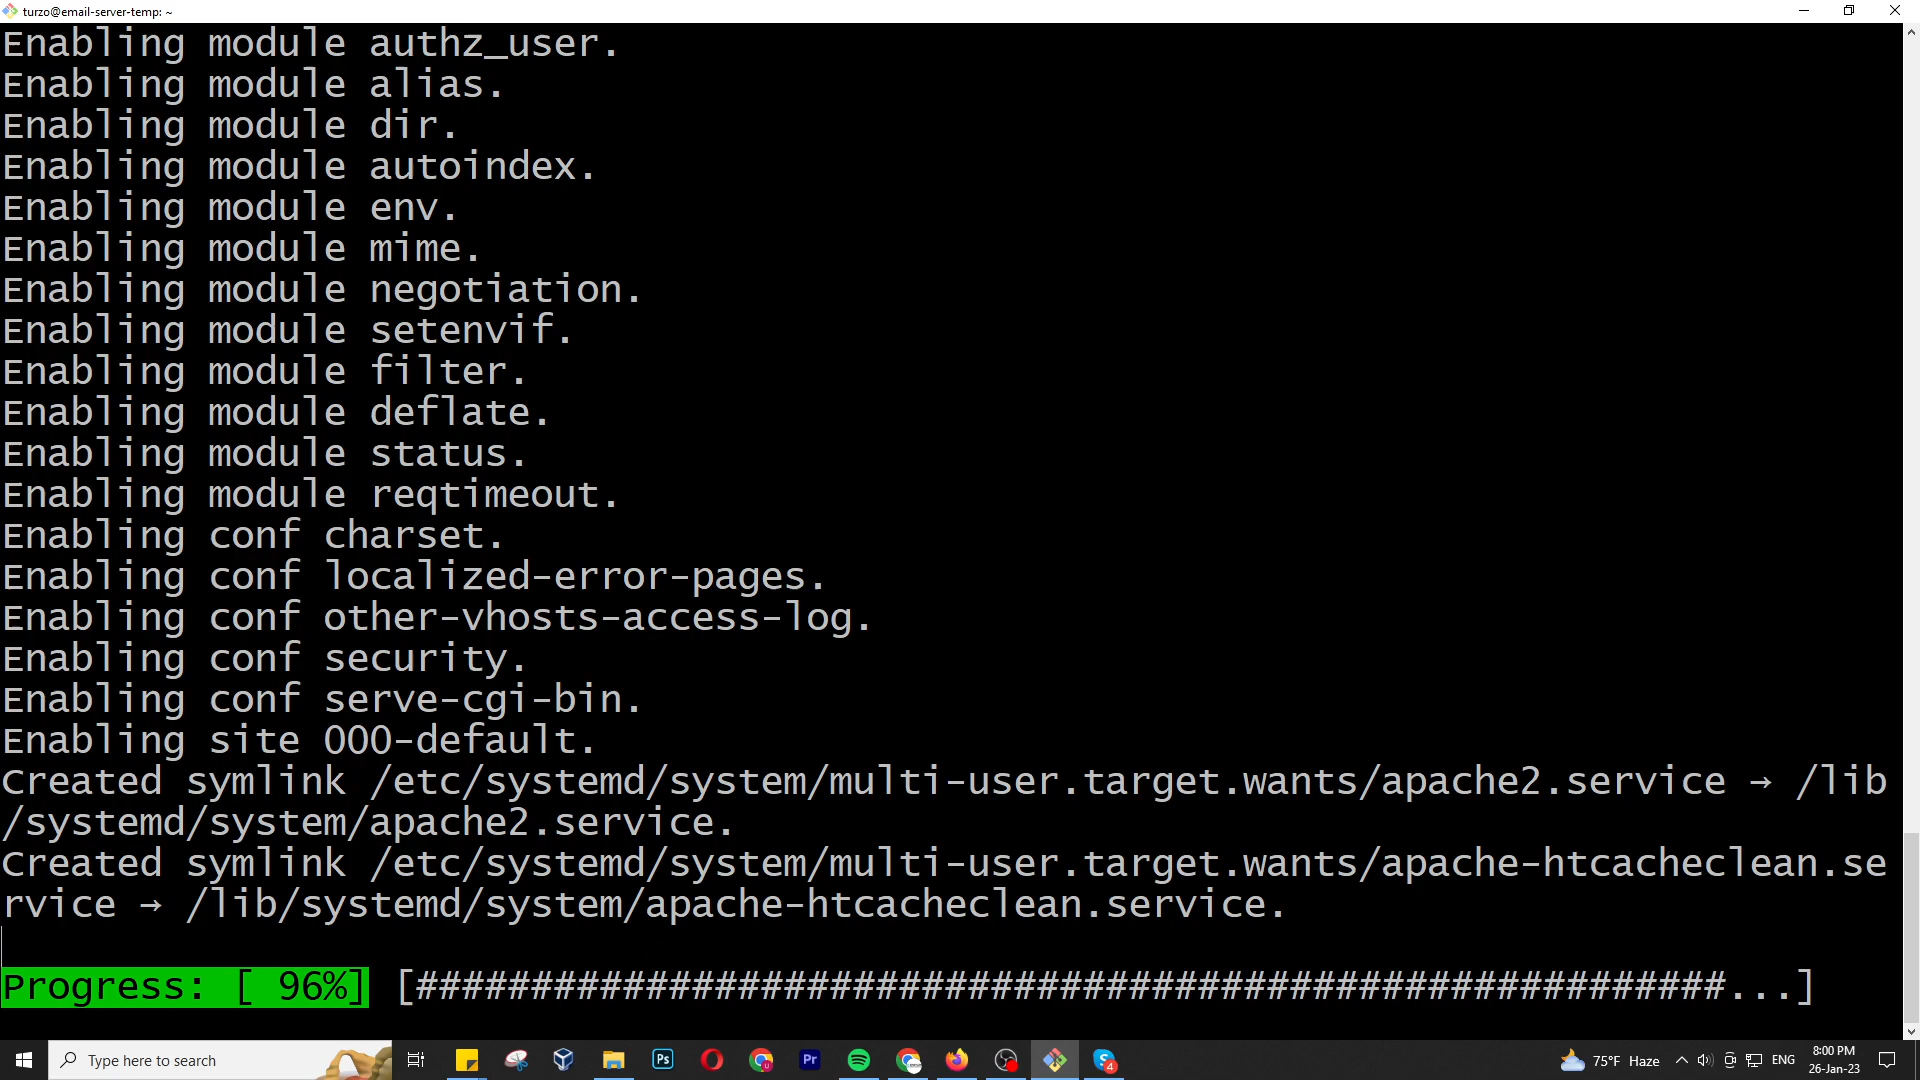 turzo@email-server-temp: ~
Enabling module authz_user.
Enabling module alias.
Enabling module dir.
Enabling module autoindex.
Enabling module env.
Enabling module mime.
Enabling module negotiation.
Enabling module setenvif.
Enabling module filter.
Enabling module deflate.
Enabling module status.
Enabling module reqtimeout.
Enabling conf charset.
Enabling conf localized-error-pages.
Enabling conf other-vhosts-access-log.
Enabling conf security.
Enabling conf serve-cgi-bin.
Enabling site 000-default.
Created symlink /etc/systemd/system/multi-user.target.wants/apache2.service → /lib
/systemd/system/apache2.service.
Created symlink /etc/systemd/system/multi-user.target.wants/apache-htcacheclean.se
rvice → /lib/systemd/system/apache-htcacheclean.service.
Progress: [ 96%] [#########################################################...]
Type here to search
Ps
Pr
4
75°F Haze
ENG
8:00 PM
26-Jan-23